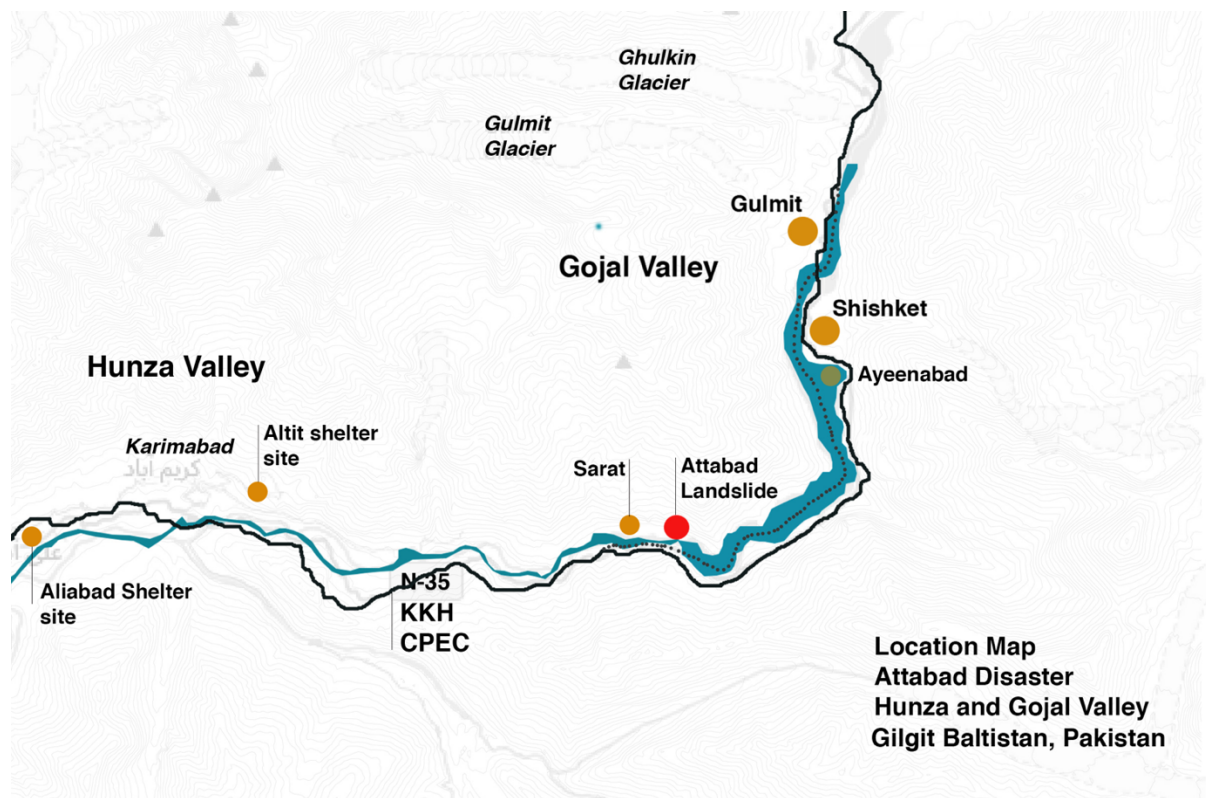 Ghulkin
Glacier
Gulmit
Glacier
Gulmit
Gojal Valley
Shishket
Hunza Valley
Ayeenabad
Karimabad
کریم اباد
Altit shelter
site
Sarat
Attabad
Landslide
Aliabad Shelter
site
N-35
KKH
CPEC
Location Map
Attabad Disaster
Hunza and Gojal Valley
Gilgit Baltistan, Pakistan